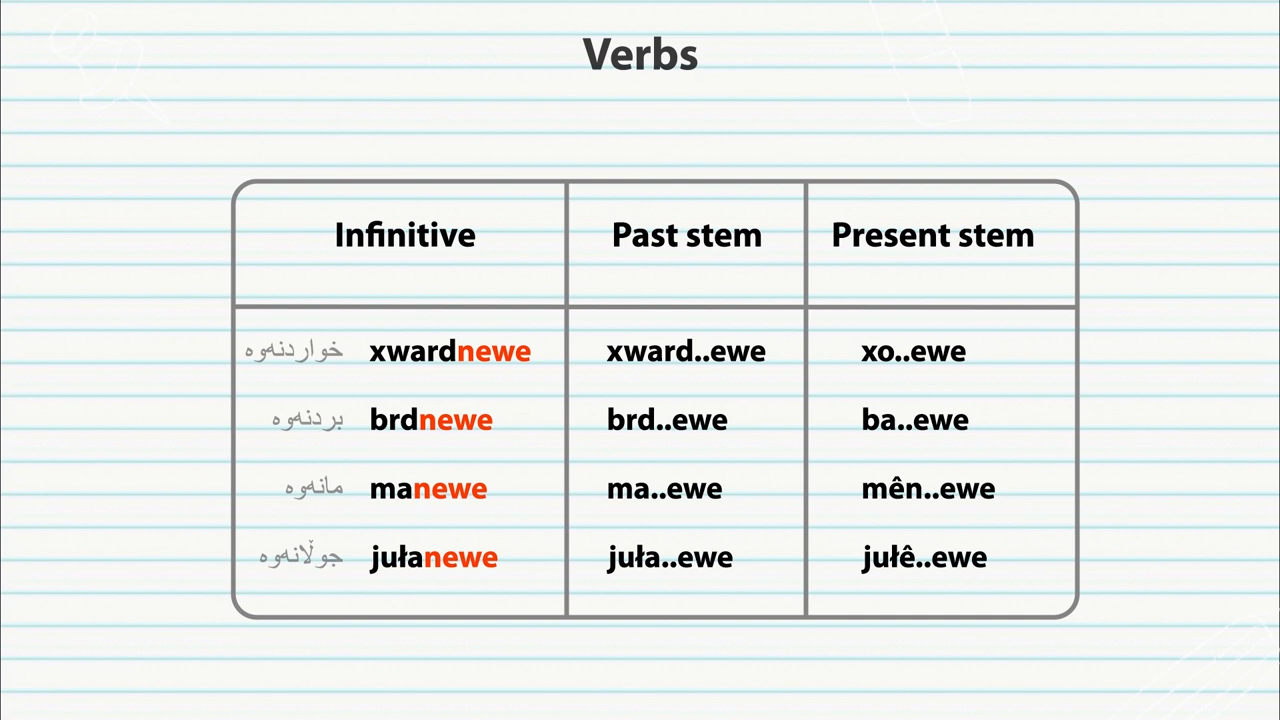 Verbs
Infinitive Past stem Present stem
خواردنەوە xwardnewe xward..ewe xo..ewe
بردنەوە brdnewe brd..ewe ba..ewe
مانەوە manewe ma..ewe mên..ewe
جوڵانەوە jułanewe juła..ewe jułê..ewe